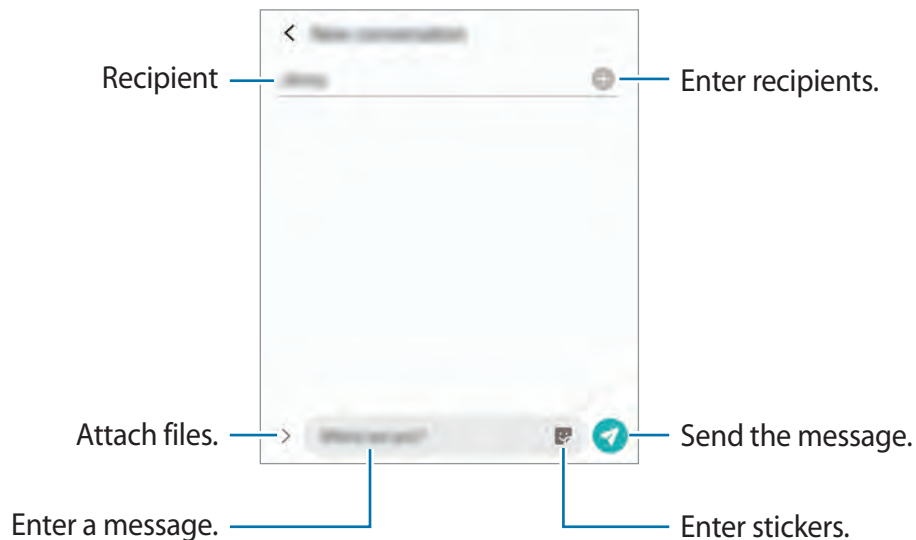 Recipient
Enter recipients.
Attach files.
Send the message.
Enter a message.
Enter stickers.